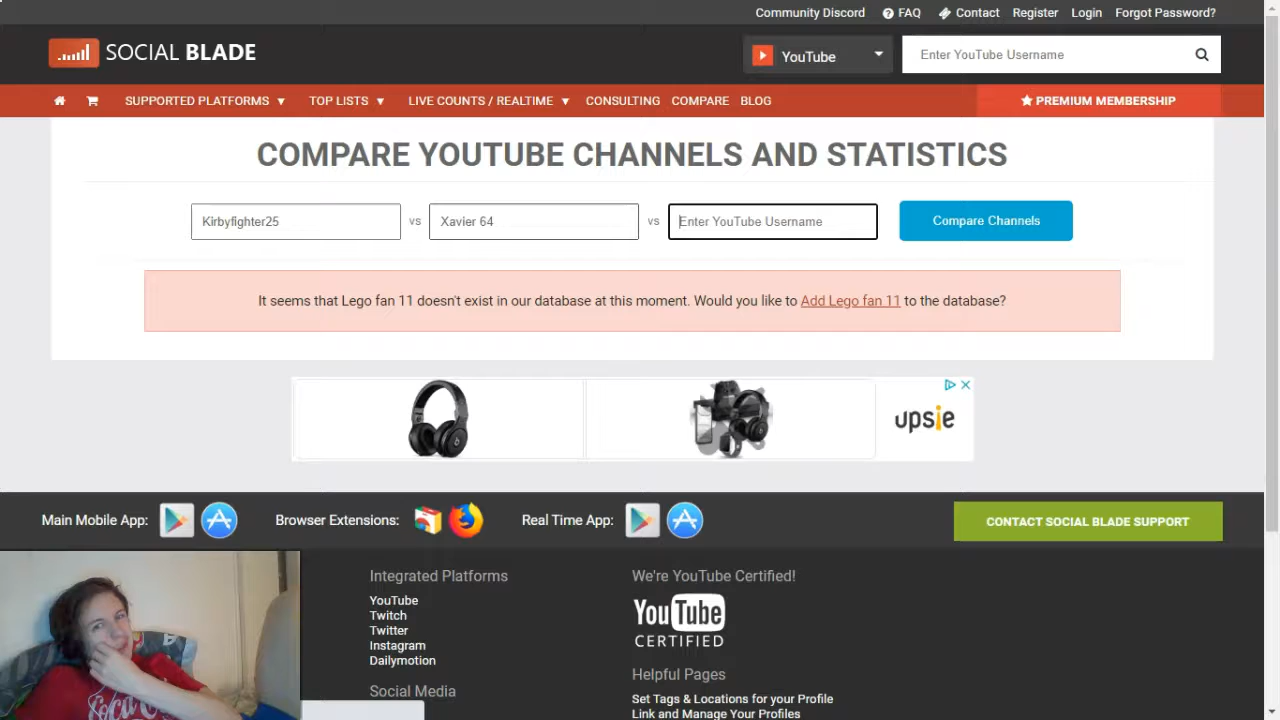 Community Discord FAQ Contact Register Login Forgot Password?
SOCIAL BLADE YouTube Enter YouTube Username
SUPPORTED PLATFORMS ▼ TOP LISTS ▼ LIVE COUNTS / REALTIME ▼ CONSULTING COMPARE BLOG PREMIUM MEMBERSHIP
COMPARE YOUTUBE CHANNELS AND STATISTICS
Kirbyfighter25 vs Xavier 64 vs Enter YouTube Username Compare Channels
It seems that Lego fan 11 doesn't exist in our database at this moment. Would you like to Add Lego fan 11 to the database?
upsie
Main Mobile App: Browser Extensions: Real Time App: CONTACT SOCIAL BLADE SUPPORT
Integrated Platforms
YouTube
Twitch
Twitter
Instagram
Dailymotion
Social Media
We're YouTube Certified!
YouTube
CERTIFIED
Helpful Pages
Set Tags & Locations for your Profile
Link and Manage Your Profiles
Coca